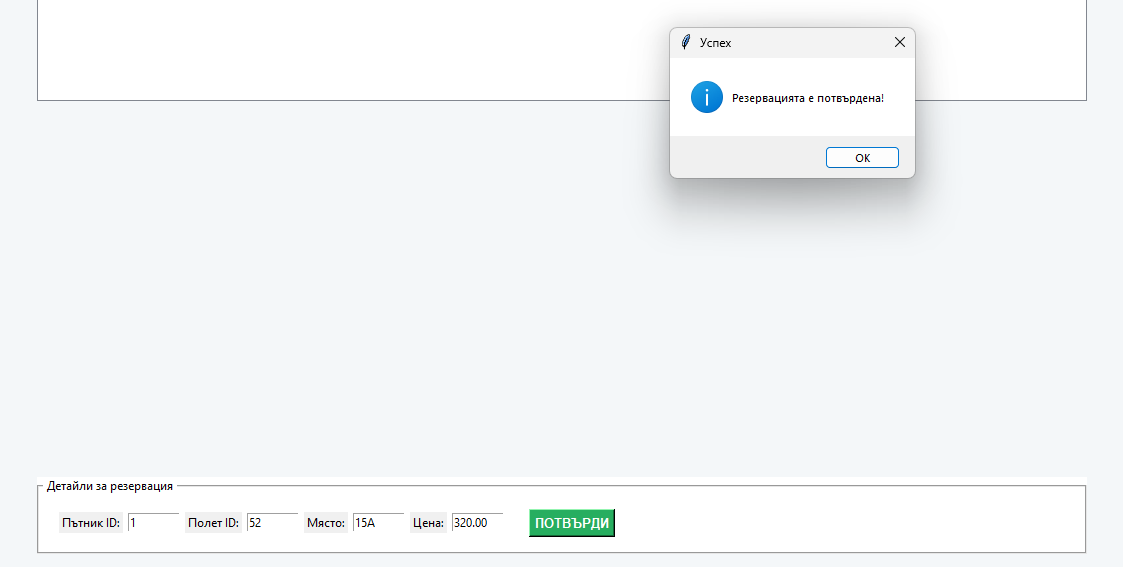 Успех
Резервацията е потвърдена!
OK
Детайли за резервация
Пътник ID: 1 Полет ID: 52 Място: 15A Цена: 320.00 ПОТВЪРДИ